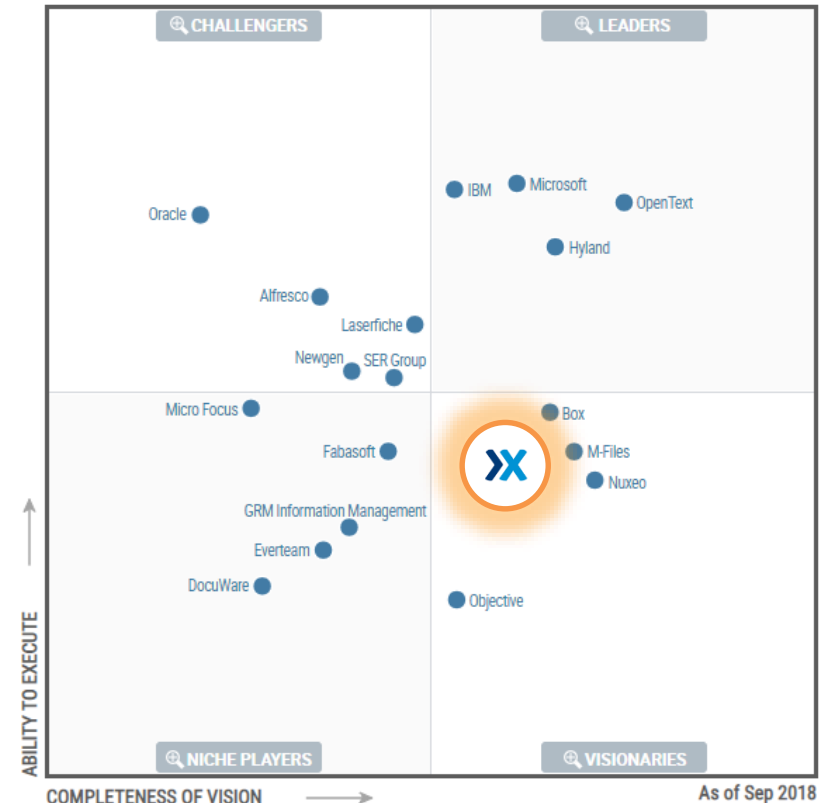 CHALLENGERS
LEADERS
IBM
Microsoft
OpenText
Oracle
Hyland
Alfresco
Laserfiche
Newgen
SER Group
Micro Focus
Box
Fabasoft
M-Files
Nuxeo
GRM Information Management
Everteam
DocuWare
Objective
ABILITY TO EXECUTE
NICHE PLAYERS
VISIONARIES
COMPLETENESS OF VISION
As of Sep 2018